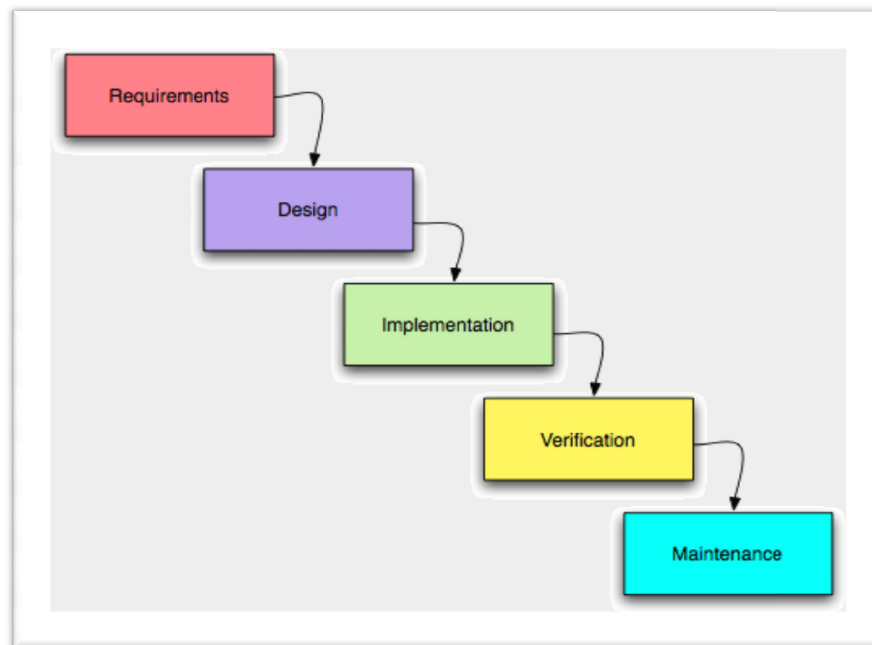 Requirements
Design
Implementation
Verification
Maintenance